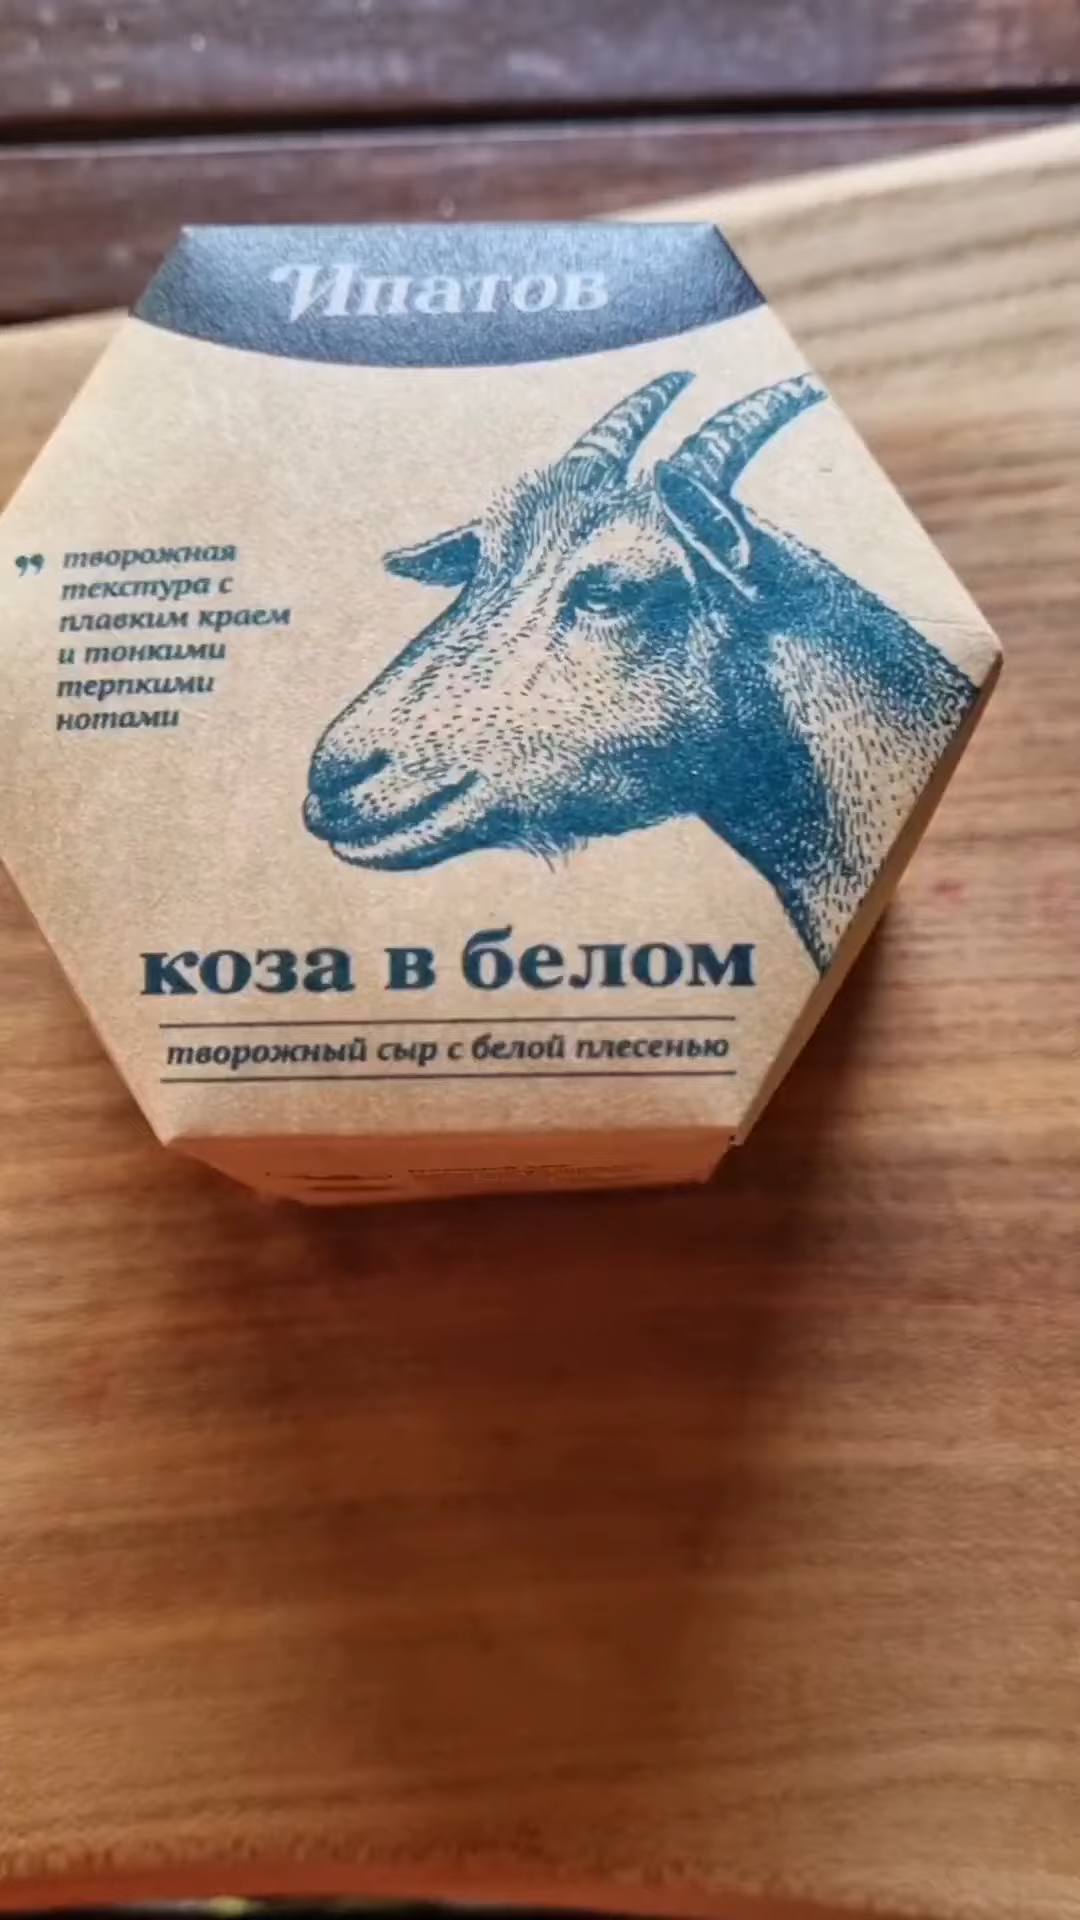 Ипатов
” творожная
текстура с
плавким краем
и тонкими
терпкими
нотами
коза в белом
творожный сыр с белой плесенью